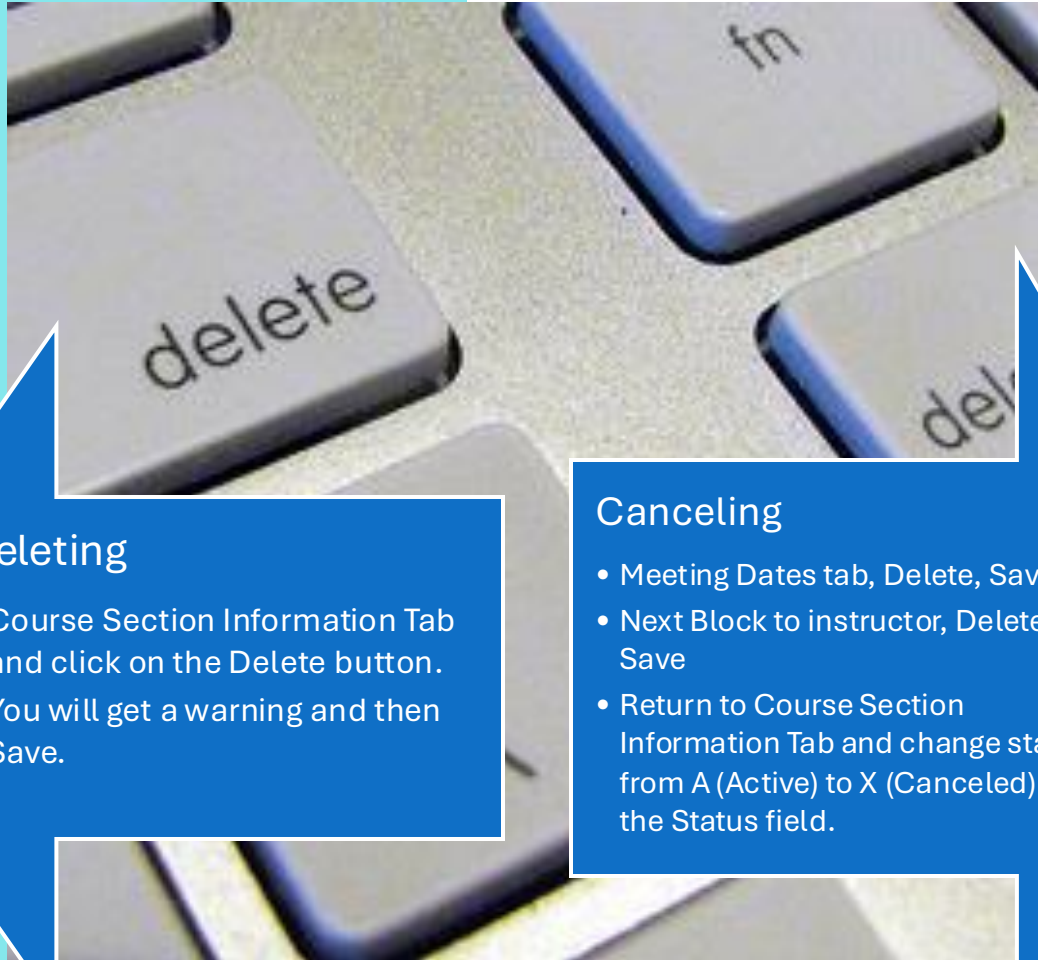 fn
delete
del
eleting
Course Section Information Tab
and click on the Delete button.
You will get a warning and then
Save.
Canceling
• Meeting Dates tab, Delete, Sav
• Next Block to instructor, Delete
Save
• Return to Course Section
Information Tab and change sta
from A (Active) to X (Canceled)
the Status field.